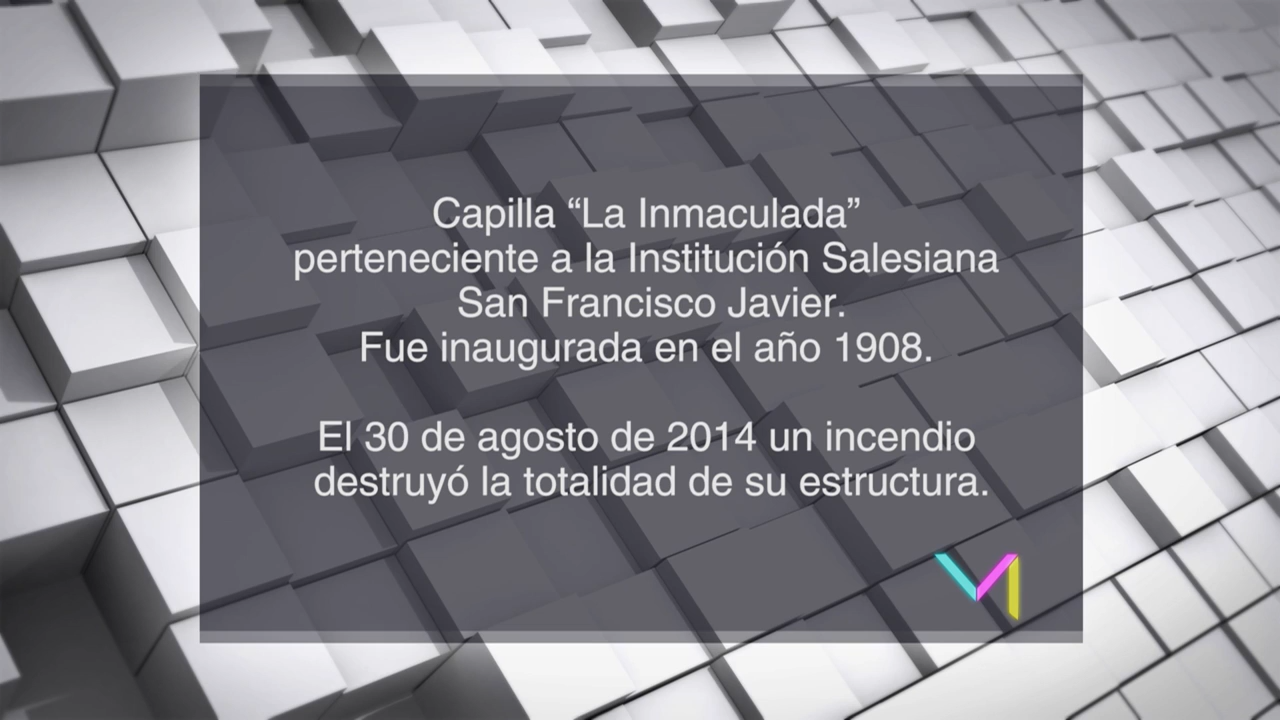 Capilla “La Inmaculada”
perteneciente a la Institución Salesiana
San Francisco Javier.
Fue inaugurada en el año 1908.
El 30 de agosto de 2014 un incendio
destruyó la totalidad de su estructura.